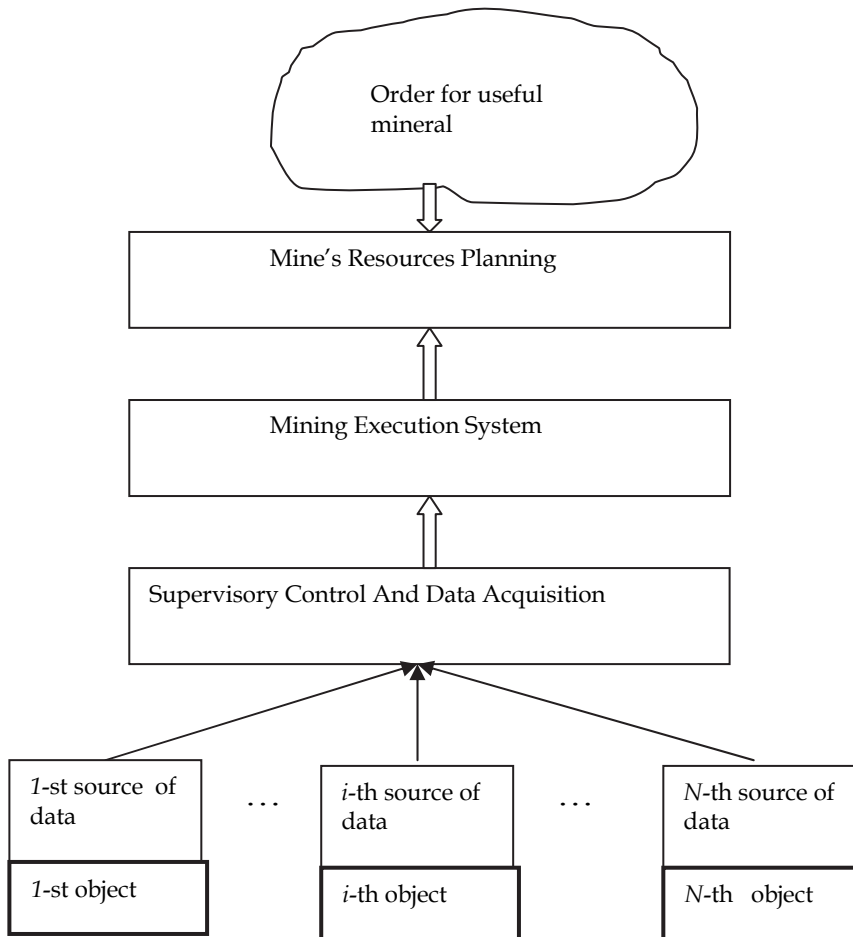 Order for useful
mineral
Mine's Resources Planning
Mining Execution System
Supervisory Control And Data Acquisition
1-st source of
data
...
i-th source of
data
...
N-th source of
data
1-st object
i-th object
N-th object